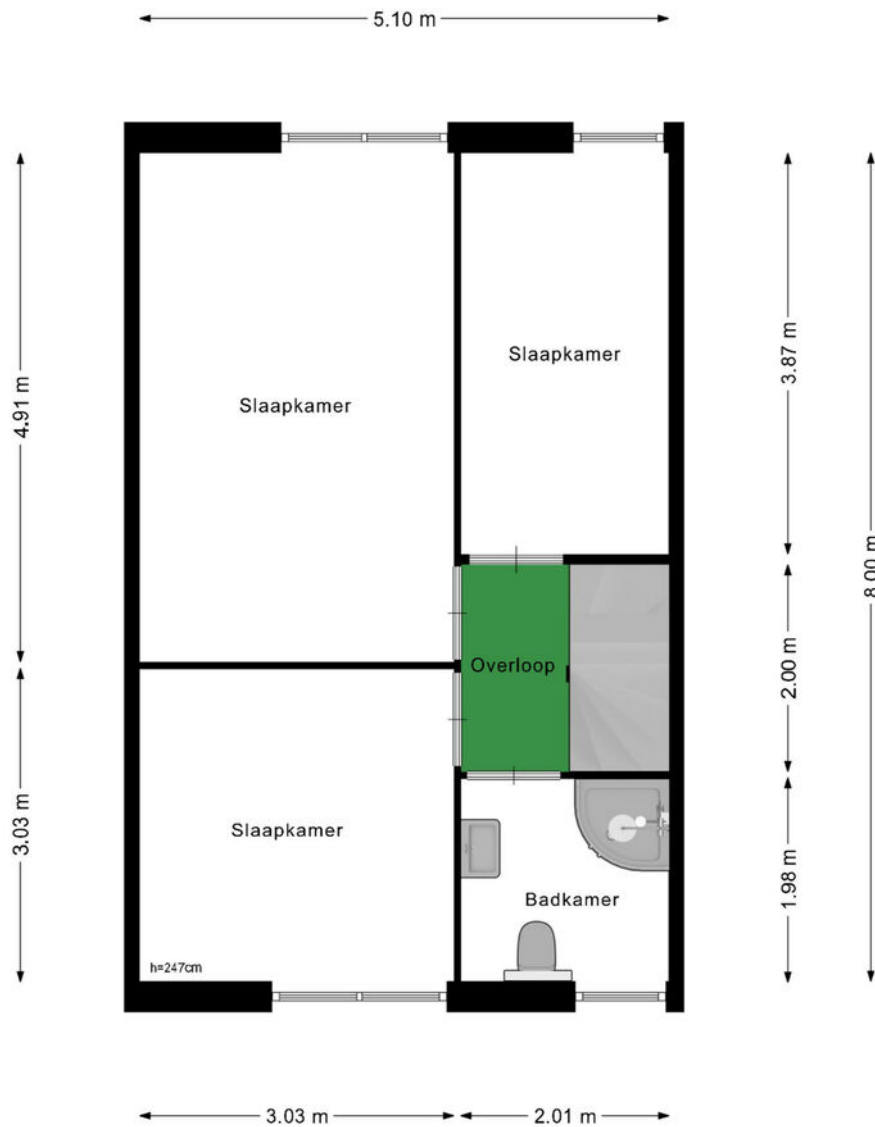 5.10 m
4.91 m
3.03 m
3.87 m
2.00 m
1.98 m
8.00 m
Slaapkamer
Slaapkamer
Overloop
Slaapkamer
Badkamer
h=247cm
3.03 m
2.01 m